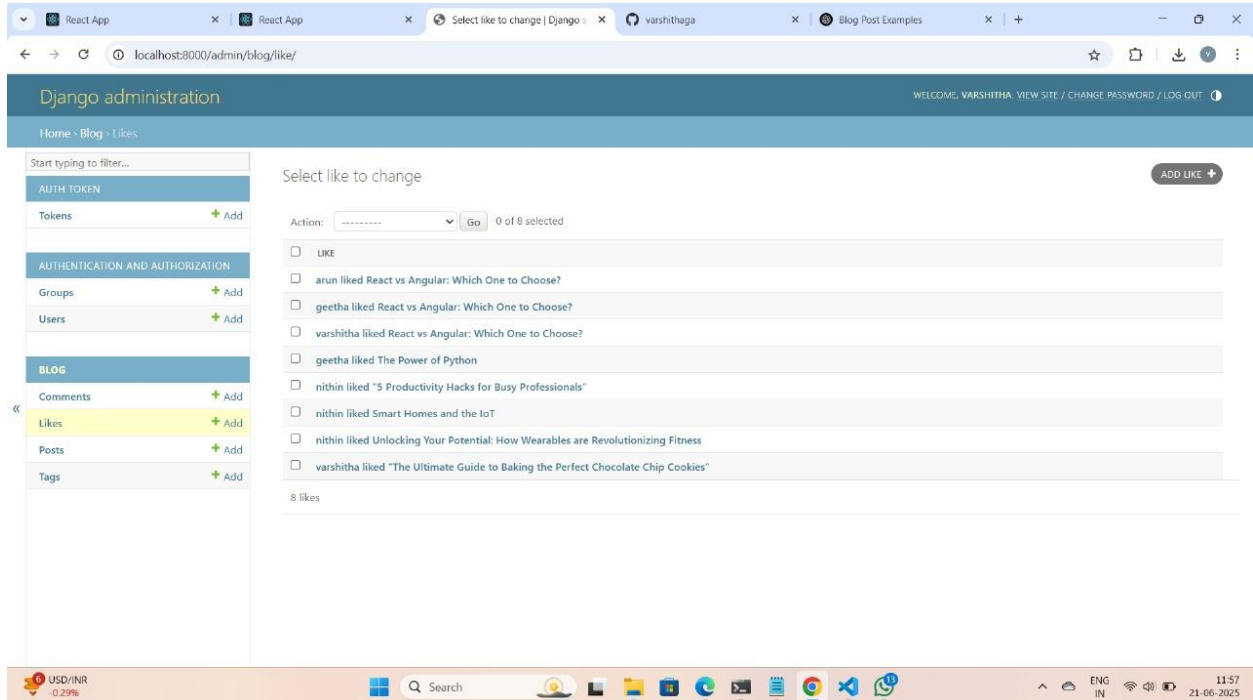 React App
React App
Select like to change | Django s
varshithaga
Blog Post Examples
localhost:8000/admin/blog/like/
Django administration
WELCOME, VARSHITHA. VIEW SITE / CHANGE PASSWORD / LOG OUT
Home › Blog › Likes
Start typing to filter...
AUTH TOKEN
Tokens + Add
AUTHENTICATION AND AUTHORIZATION
Groups + Add
Users + Add
BLOG
Comments + Add
«
Likes + Add
Posts + Add
Tags + Add
Select like to change
ADD LIKE +
Action: --------- Go 0 of 8 selected
LIKE
arun liked React vs Angular: Which One to Choose?
geetha liked React vs Angular: Which One to Choose?
varshitha liked React vs Angular: Which One to Choose?
geetha liked The Power of Python
nithin liked "5 Productivity Hacks for Busy Professionals"
nithin liked Smart Homes and the IoT
nithin liked Unlocking Your Potential: How Wearables are Revolutionizing Fitness
varshitha liked "The Ultimate Guide to Baking the Perfect Chocolate Chip Cookies"
8 likes
6
USD/INR
-0.29%
Search
13
ENG
IN
11:57
21-06-2025